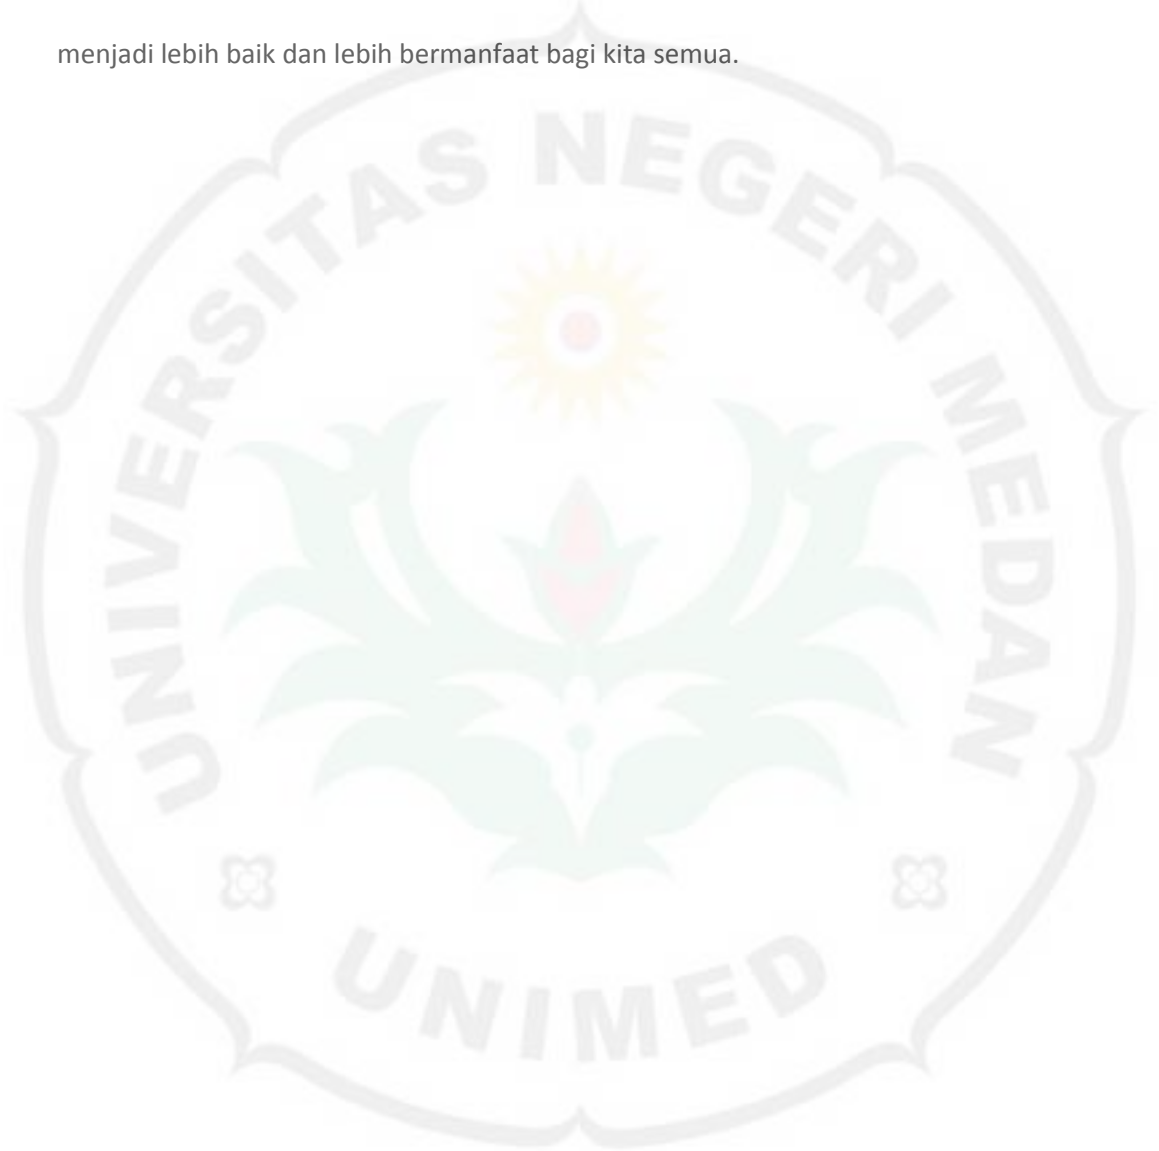 menjadi lebih baik dan lebih bermanfaat bagi kita semua.
UNIVERSITAS NEGERI MEDAN
UNIMED